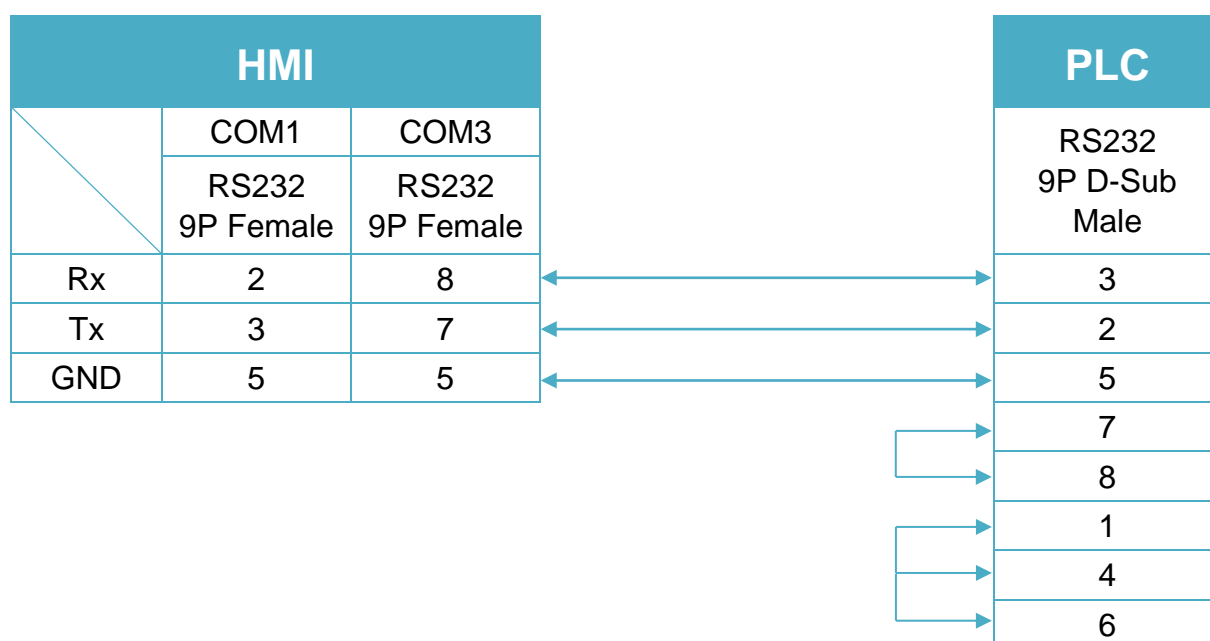 HMI PLC
COM1 COM3
RS232
9P D-Sub
Male
RS232 RS232
9P Female 9P Female
Rx 2 8 3
Tx 3 7 2
GND 5 5 5
7
8
1
4
6